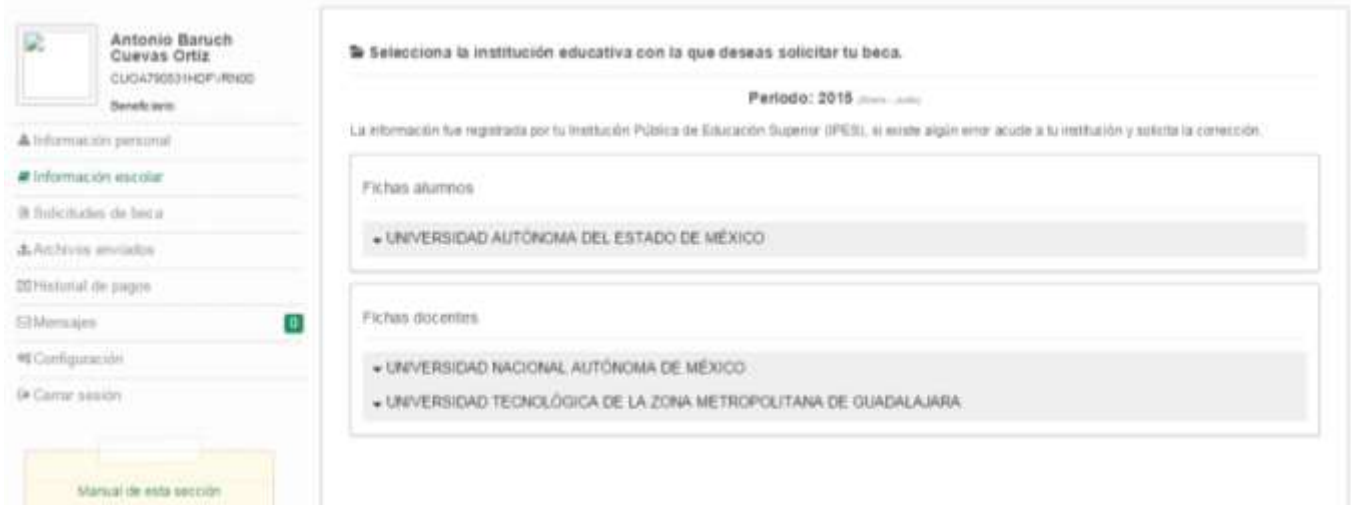 Antonio Baruch
Cuevas Ortíz
Beneficiario
Información personal
Información escolar
Solicitudes de beca
Archivos enviados
Historial de pagos
Mensajes 0
Configuración
Cerrar sesión
Manual de esta sección
Selecciona la institución educativa con la que deseas solicitar tu beca.
Periodo: 2015 (Enero - Junio)
La información fue registrada por tu Institución Pública de Educación Superior (IPES), si existe algún error acude a tu institución y solicita la corrección.
Fichas alumnos
UNIVERSIDAD AUTÓNOMA DEL ESTADO DE MÉXICO
Fichas docentes
UNIVERSIDAD NACIONAL AUTÓNOMA DE MÉXICO
UNIVERSIDAD TECNOLÓGICA DE LA ZONA METROPOLITANA DE GUADALAJARA